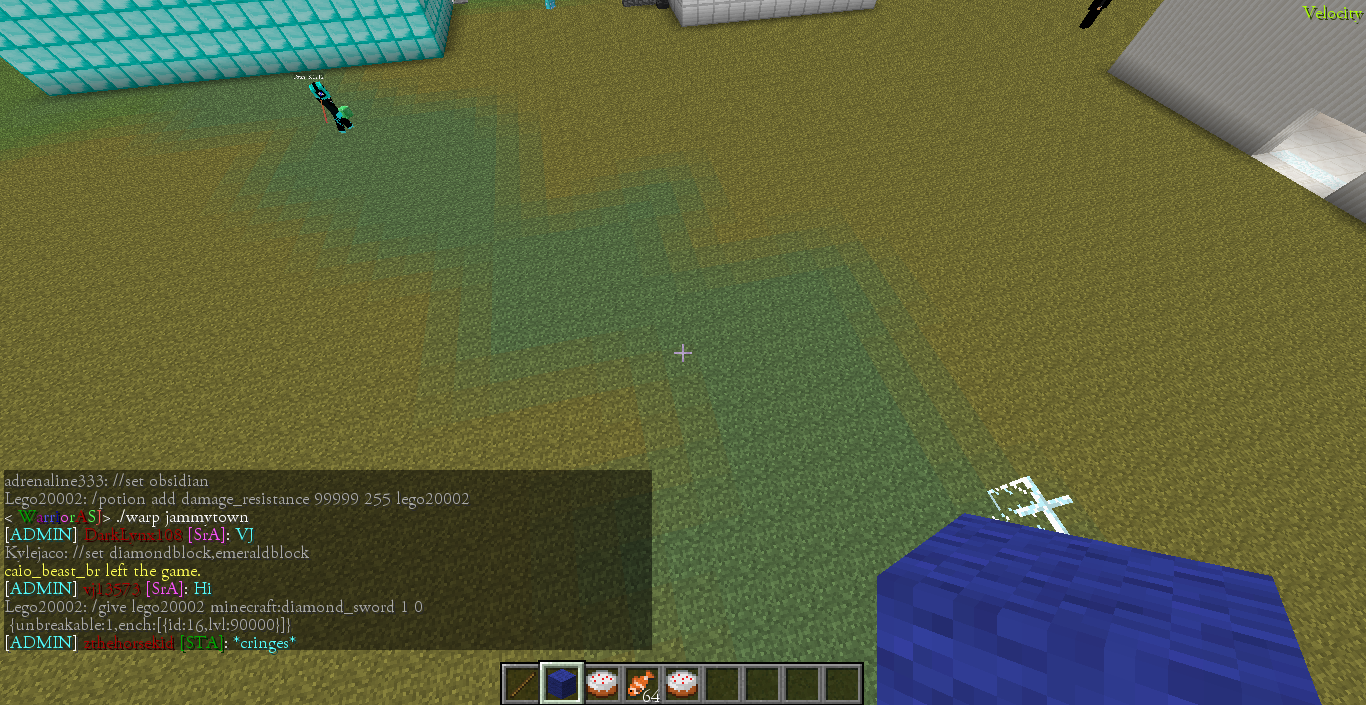 Velocity
adrenaline333: //set obsidian
Lego20002: /potion add damage_resistance 99999 255 lego20002
< WarriorAS]> ./warp jammytown
[ADMIN] DarkLynx108 [SrA]: VJ
Kylejaco: //set diamondblock,emeraldblock
caio_beast_br left the game.
[ADMIN] vj13573 [SrA]: Hi
Lego20002: /give lego20002 minecraft:diamond_sword 1 0
{unbreakable:1,ench:[{id:16,lvl:90000}]}
[ADMIN] [STA]: *cringes*
64